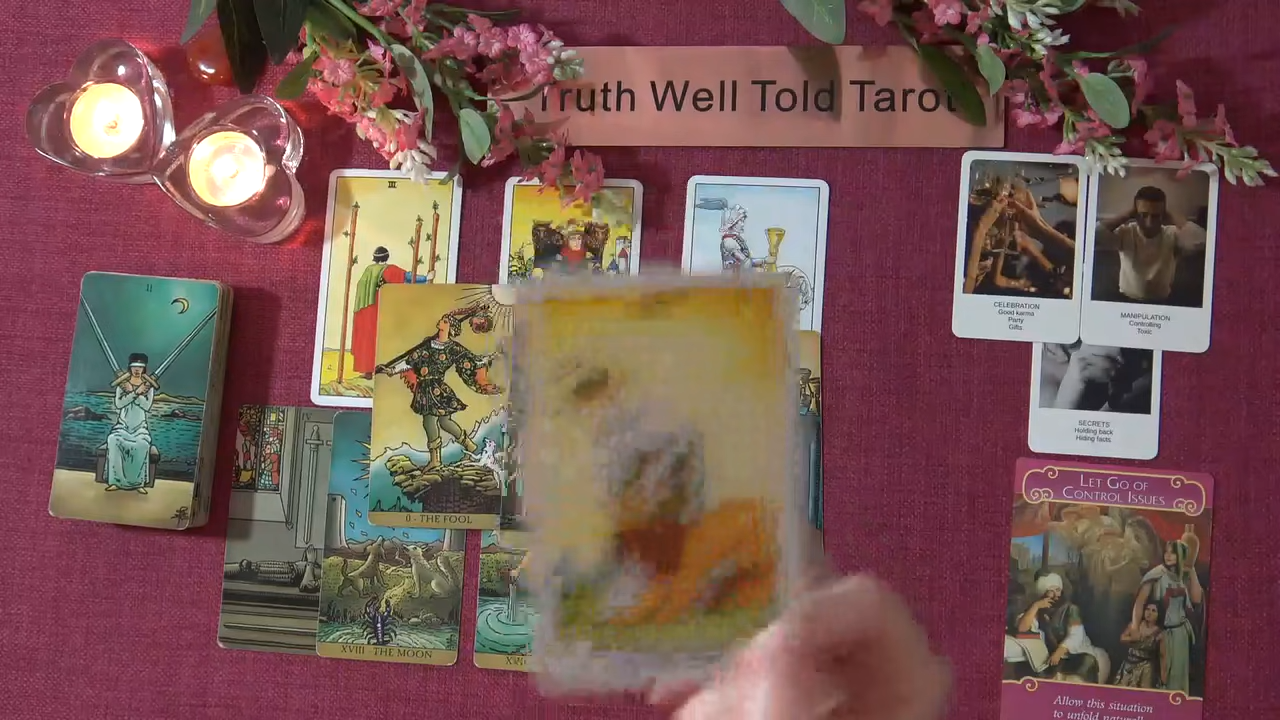 Truth Well Told Tarot
III
II
CELEBRATION
Good karma
Party
Gifts
MANIPULATION
Controlling
Toxic
SECRETS
Holding back
Hiding facts
LET GO OF
CONTROL ISSUES
0 - THE FOOL
XVIII - THE MOON
Allow this situation
to unfold naturally